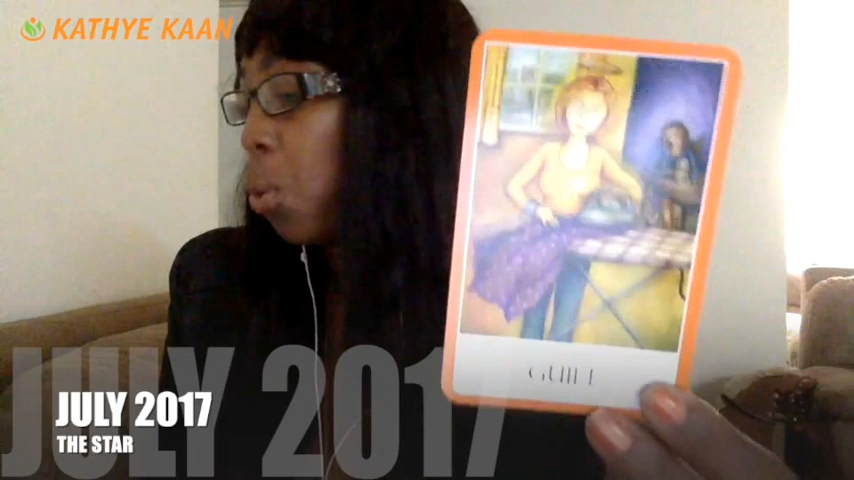 KATHYE KAAN
GUILT
JULY 2017
JULY 2017
THE STAR